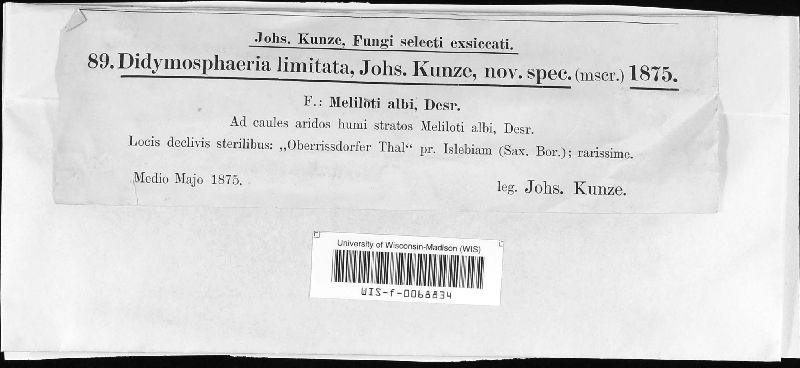 Johs. Kunze, Fungi selecti exsiccati.
89. Didymosphaeria limitata, Johs. Kunze, nov. spec. (mscr.) 1875.
F.: Meliloti albi, Desr.
Ad caules aridos humi stratos Meliloti albi, Desr.
Locis declivis sterilibus: „Oberrissdorfer Thal“ pr. Islebiam (Sax. Bor.); rarissime.
Medio Majo 1875.
leg. Johs. Kunze.
University of Wisconsin-Madison (WIS)
WIS-f-0068834